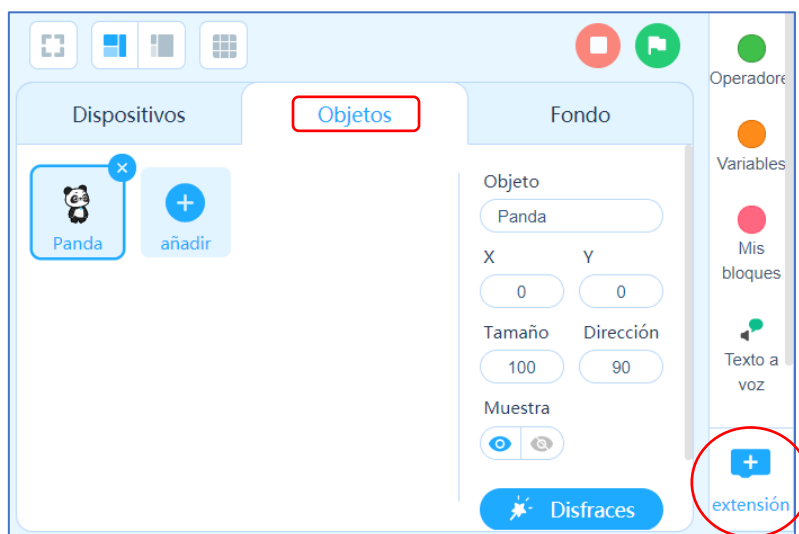 Dispositivos
Objetos
Fondo
Panda
añadir
Objeto
Panda
X
Y
0
0
Tamaño
Dirección
100
90
Muestra
Disfraces
Operadore
Variables
Mis
bloques
Texto a
voz
extensión